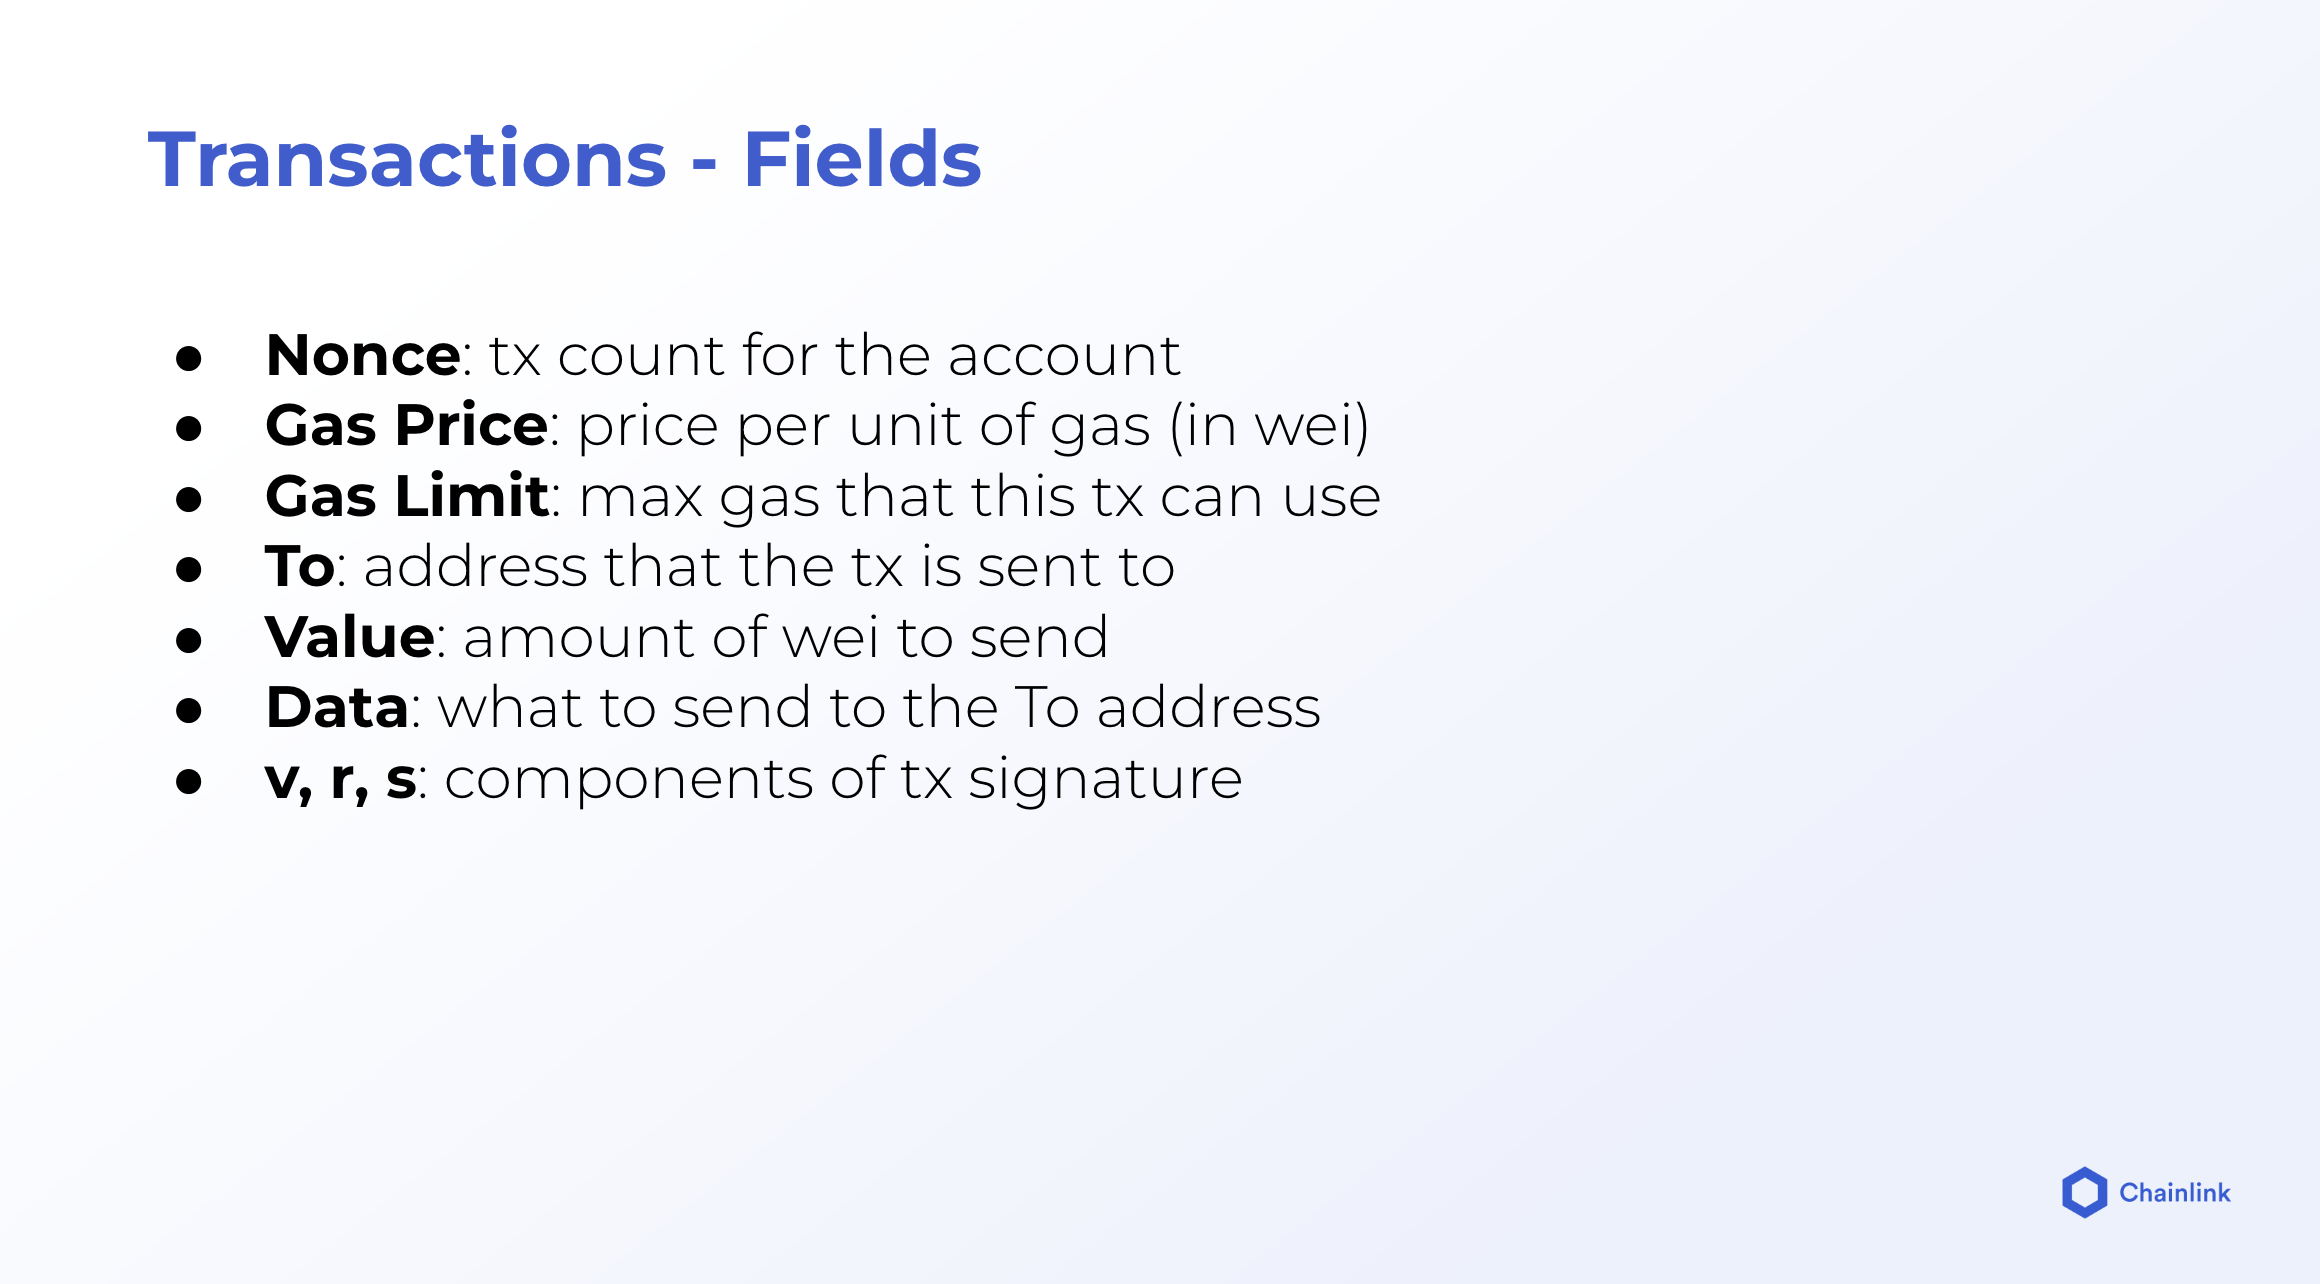 Transactions - Fields
● Nonce: tx count for the account
● Gas Price: price per unit of gas (in wei)
● Gas Limit: max gas that this tx can use
● To: address that the tx is sent to
● Value: amount of wei to send
● Data: what to send to the To address
● v, r, s: components of tx signature
Chainlink